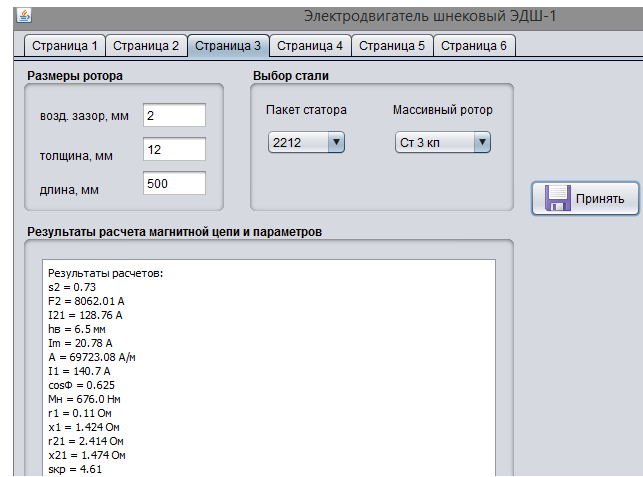 Электродвигатель шнековый ЭДШ-1
Страница 1 Страница 2 Страница 3 Страница 4 Страница 5 Страница 6
Размеры ротора
возд. зазор, мм 2
толщина, мм 12
длина, мм 500
Выбор стали
Пакет статора Массивный ротор
2212 Ст 3 кп
Принять
Результаты расчета магнитной цепи и параметров
Результаты расчетов:
s2 = 0.73
F2 = 8062.01 А
I21 = 128.76 А
hв = 6.5 мм
Im = 20.78 А
A = 69723.08 А/м
I1 = 140.7 А
cosФ = 0.625
Мн = 676.0 Нм
r1 = 0.11 Ом
x1 = 1.424 Ом
r21 = 2.414 Ом
x21 = 1.474 Ом
sкр = 4.61